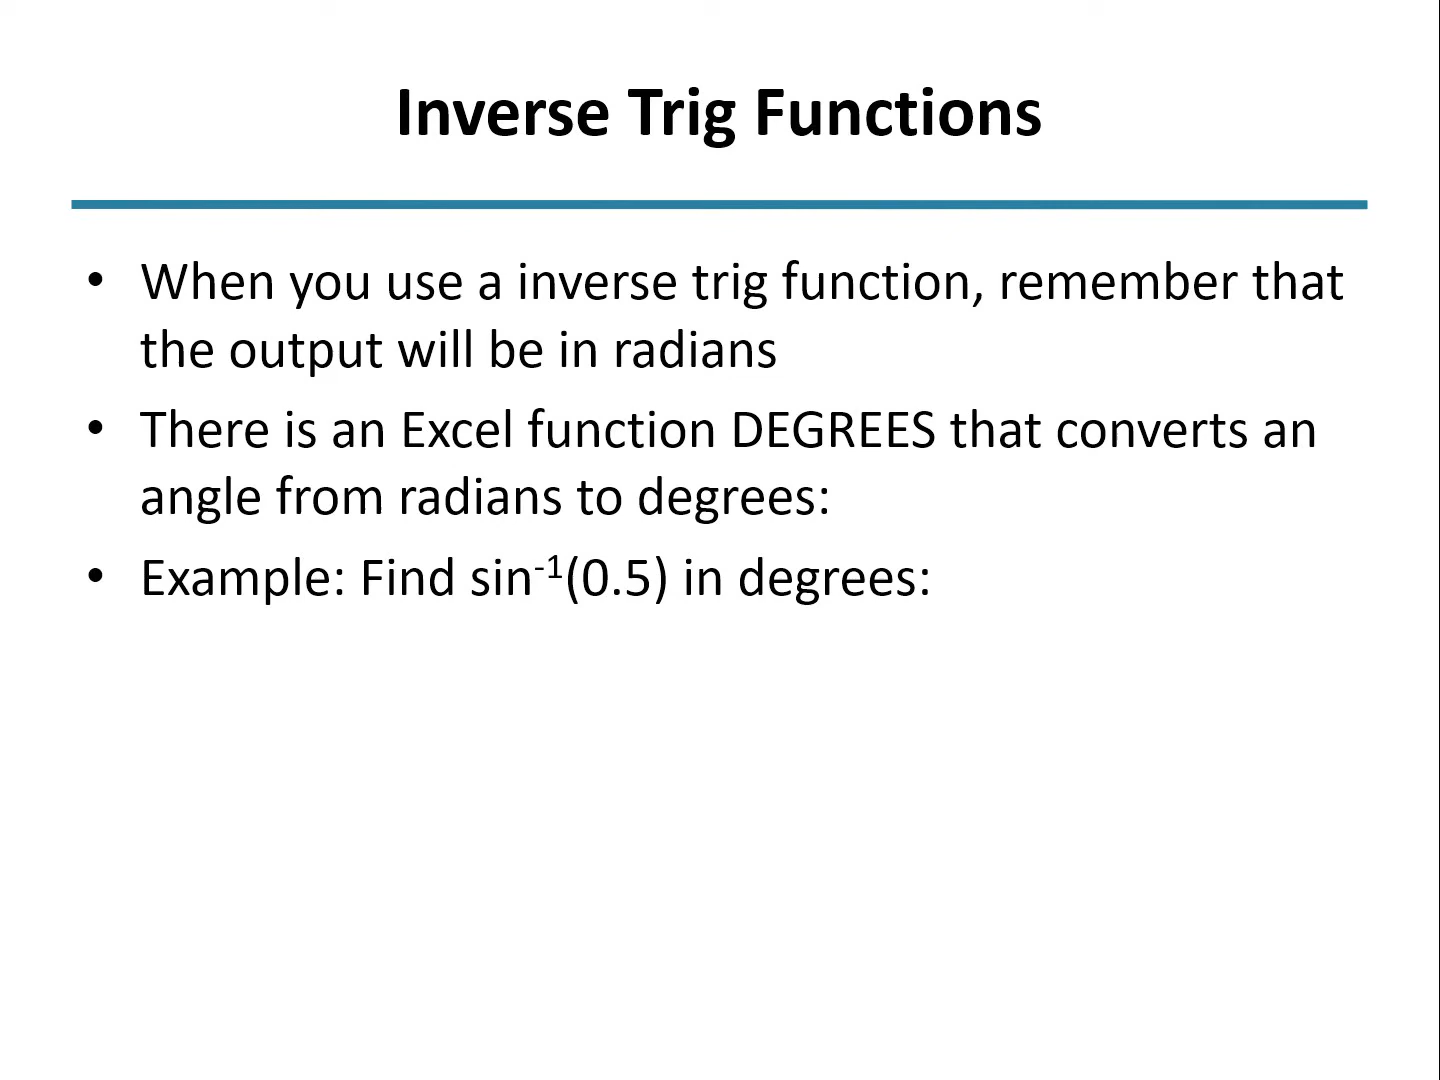 Inverse Trig Functions
• When you use a inverse trig function, remember that
the output will be in radians
• There is an Excel function DEGREES that converts an
angle from radians to degrees:
• Example: Find sin⁻¹(0.5) in degrees: